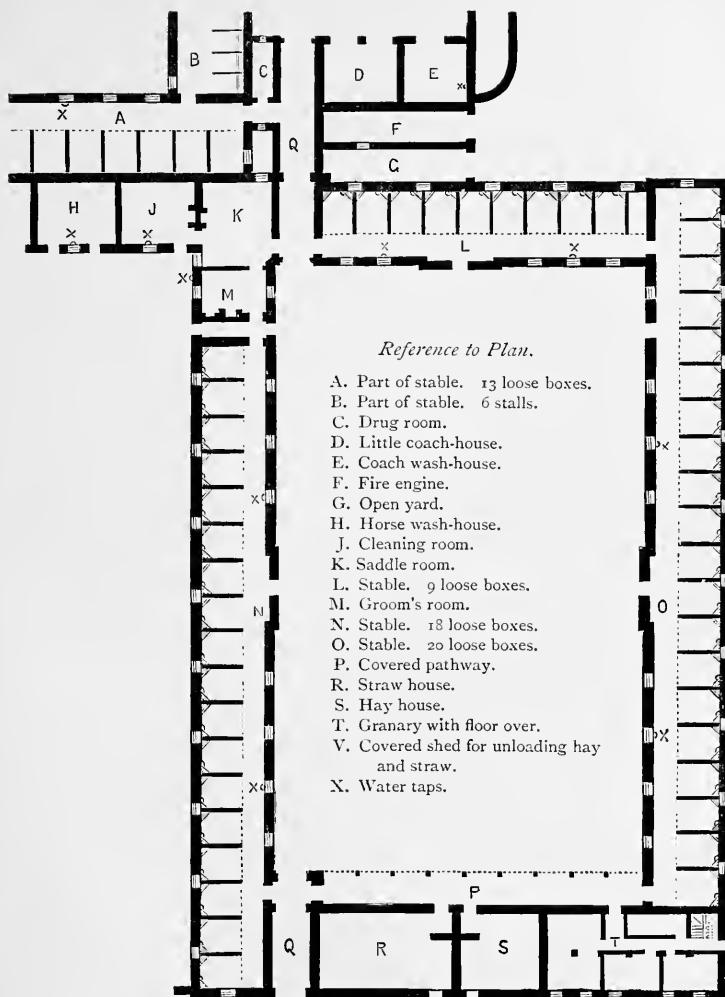 B
C
D
E
X
X
A
F
Q
G
H
J
K
X
X
X
X
L
X
M
Reference to Plan.
A. Part of stable. 13 loose boxes.
B. Part of stable. 6 stalls.
C. Drug room.
D. Little coach-house.
E. Coach wash-house.
F. Fire engine.
G. Open yard.
H. Horse wash-house.
J. Cleaning room.
K. Saddle room.
L. Stable. 9 loose boxes.
M. Groom's room.
N. Stable. 18 loose boxes.
O. Stable. 20 loose boxes.
P. Covered pathway.
R. Straw house.
S. Hay house.
T. Granary with floor over.
V. Covered shed for unloading hay
and straw.
X. Water taps.
X
X
N
O
X
X
P
Q
R
S
T